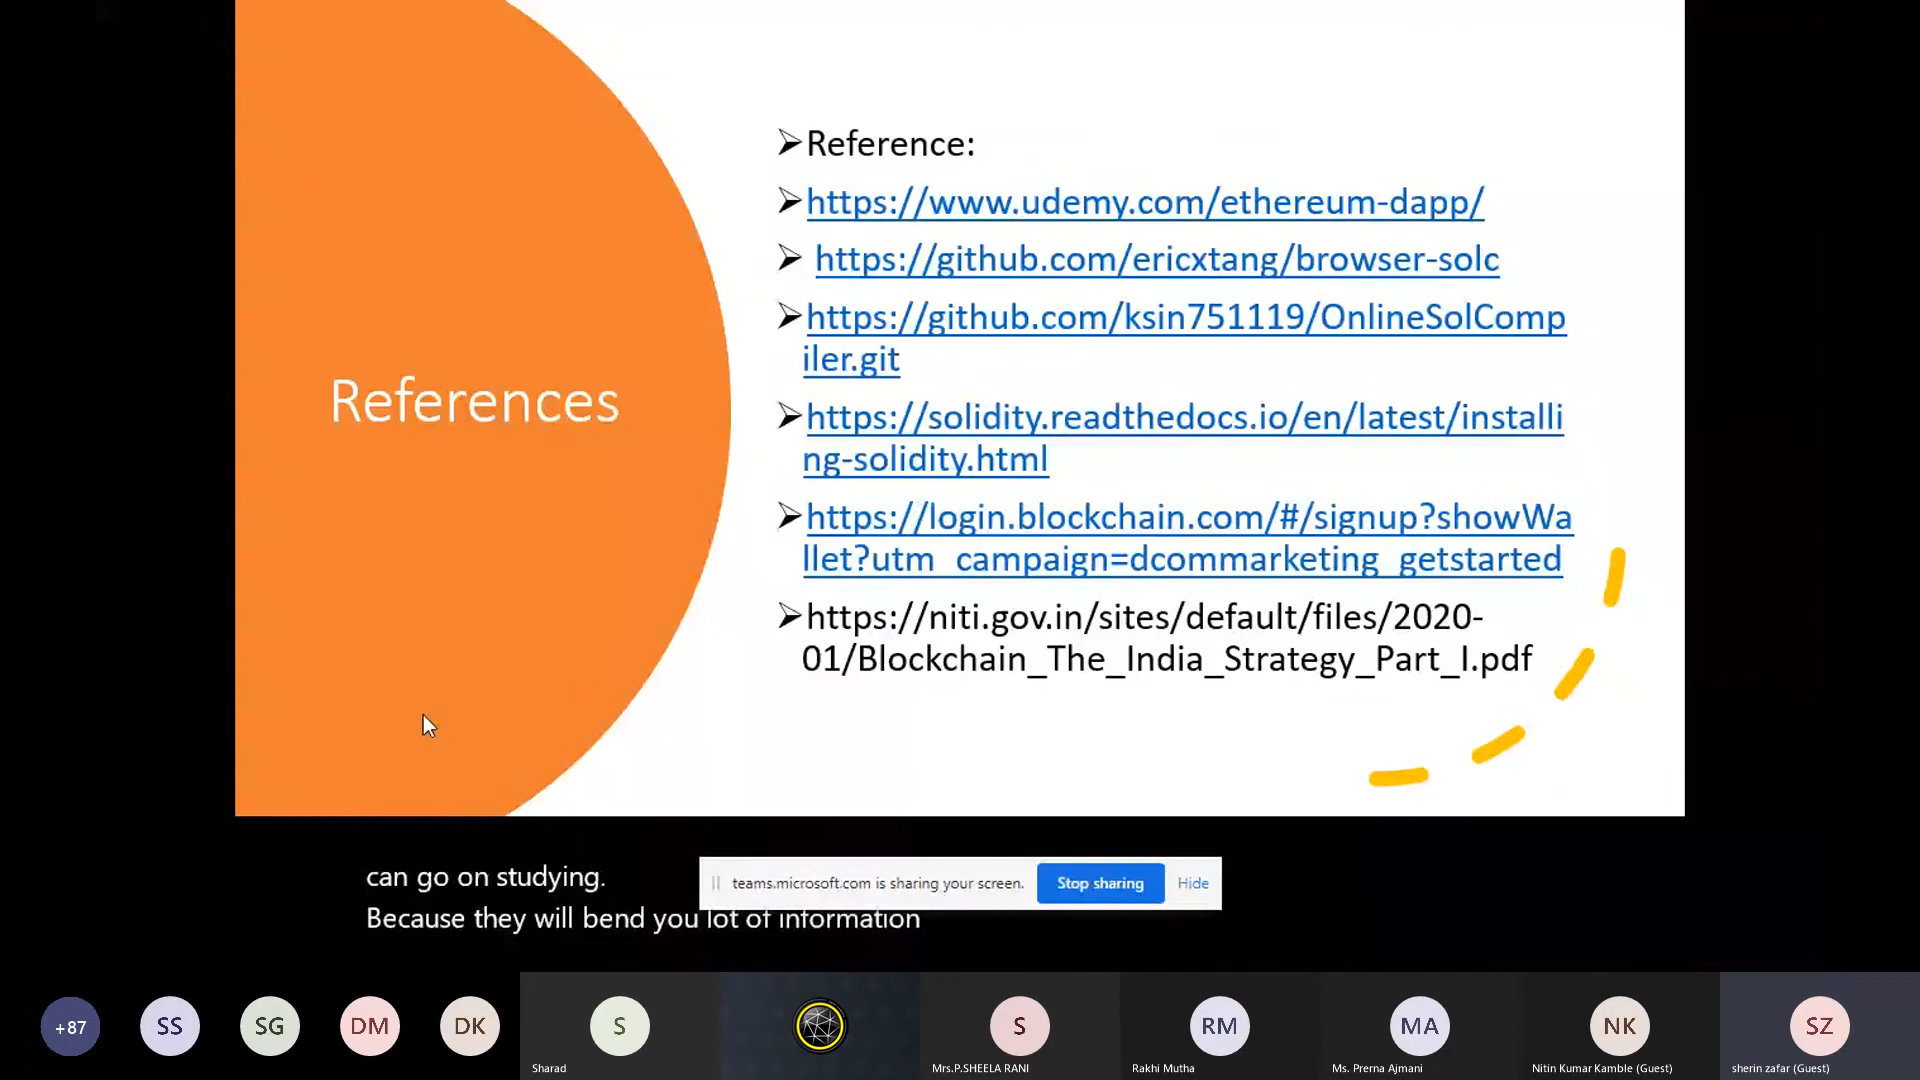 References
Reference:
https://www.udemy.com/ethereum-dapp/
https://github.com/ericxtang/browser-solc
https://github.com/ksin751119/OnlineSolComp
iler.git
https://solidity.readthedocs.io/en/latest/installi
ng-solidity.html
https://login.blockchain.com/#/signup?showWa
llet?utm_campaign=dcommarketing_getstarted
https://niti.gov.in/sites/default/files/2020-
01/Blockchain_The_India_Strategy_Part_I.pdf
can go on studying.
Because they will bend you lot of information
teams.microsoft.com is sharing your screen.
Stop sharing
Hide
+87
SS
SG
DM
DK
S
S
RM
MA
NK
SZ
Sharad
Mrs.P.SHEELA RANI
Rakhi Mutha
Ms. Prerna Ajmani
Nitin Kumar Kamble (Guest)
sherin zafar (Guest)